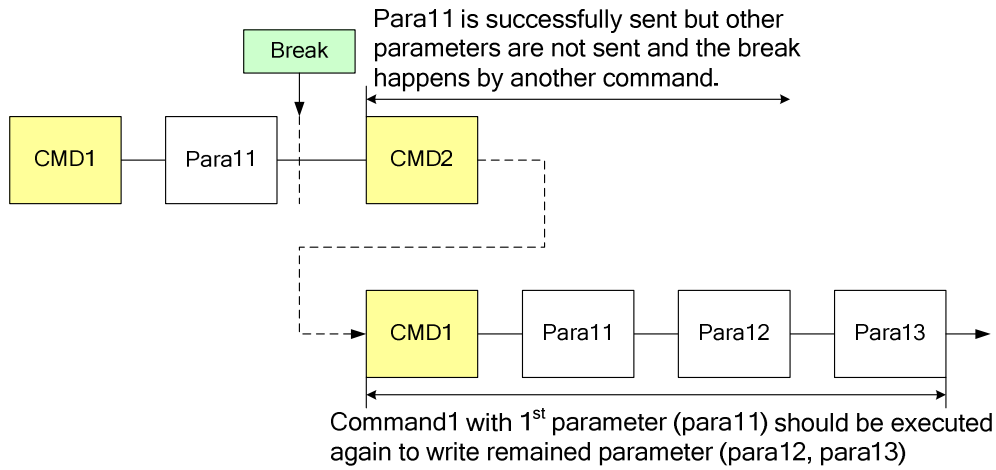 Para11 is successfully sent but other
parameters are not sent and the break
happens by another command.
Break
CMD1
Para11
CMD2
CMD1
Para11
Para12
Para13
Command1 with 1st parameter (para11) should be executed
again to write remained parameter (para12, para13)